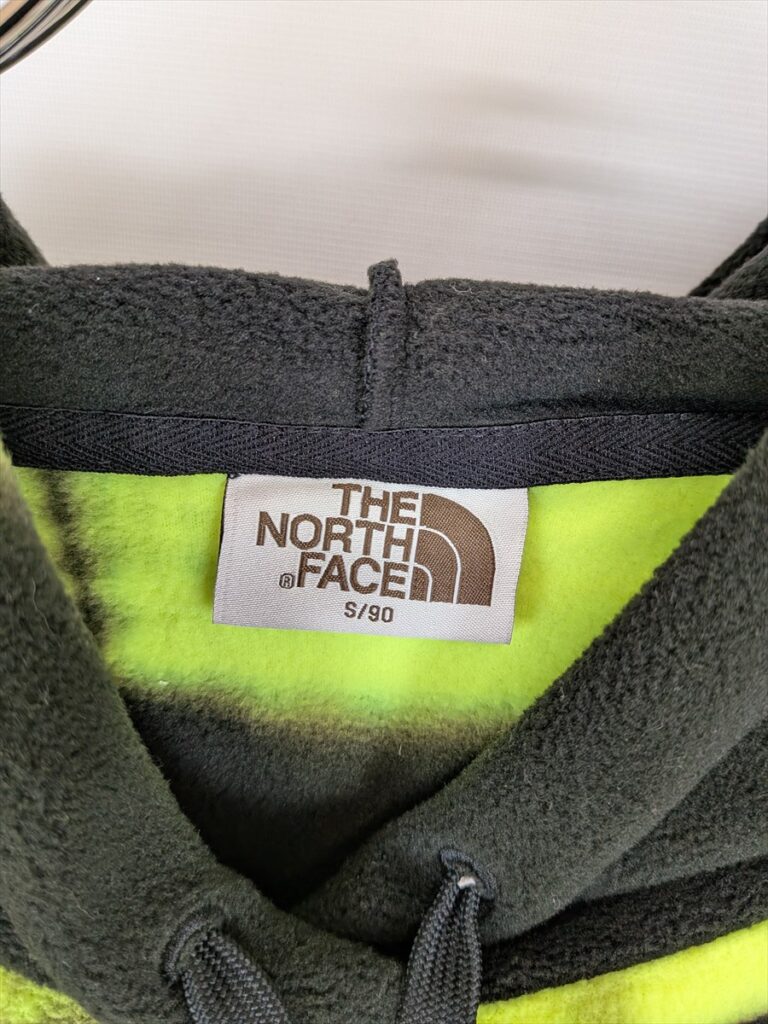 THE
NORTH
® FACE
S/90